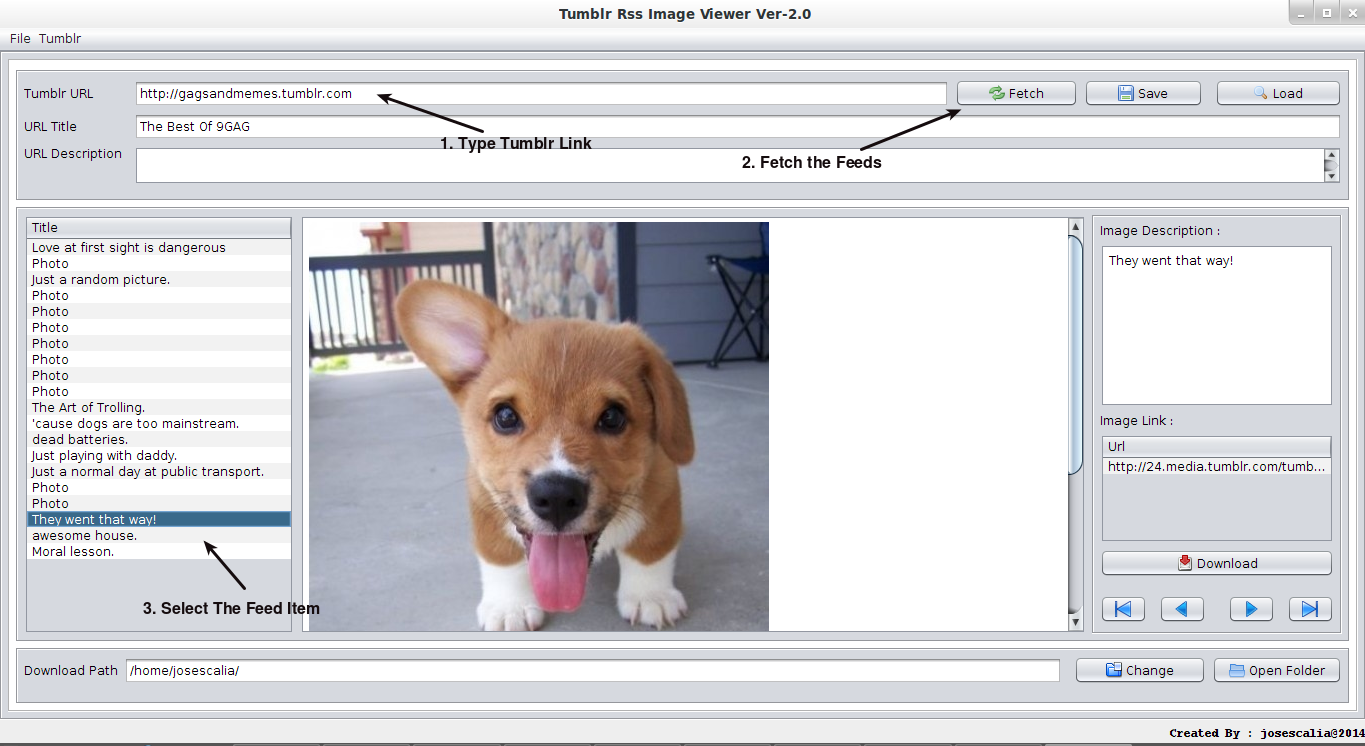 Tumblr Rss Image Viewer Ver-2.0
File Tumblr
Tumblr URL http://gagsandmemes.tumblr.com Fetch Save Load
URL Title The Best Of 9GAG
1. Type Tumblr Link
URL Description
2. Fetch the Feeds
Title
Love at first sight is dangerous
Photo
Just a random picture.
Photo
Photo
Photo
Photo
Photo
Photo
Photo
The Art of Trolling.
'cause dogs are too mainstream.
dead batteries.
Just playing with daddy.
Just a normal day at public transport.
Photo
Photo
They went that way!
awesome house.
Moral lesson.
3. Select The Feed Item
Image Description :
They went that way!
Image Link :
Url
http://24.media.tumblr.com/tumb...
Download
Download Path /home/josescalia/ Change Open Folder
Created By : josescalia@2014